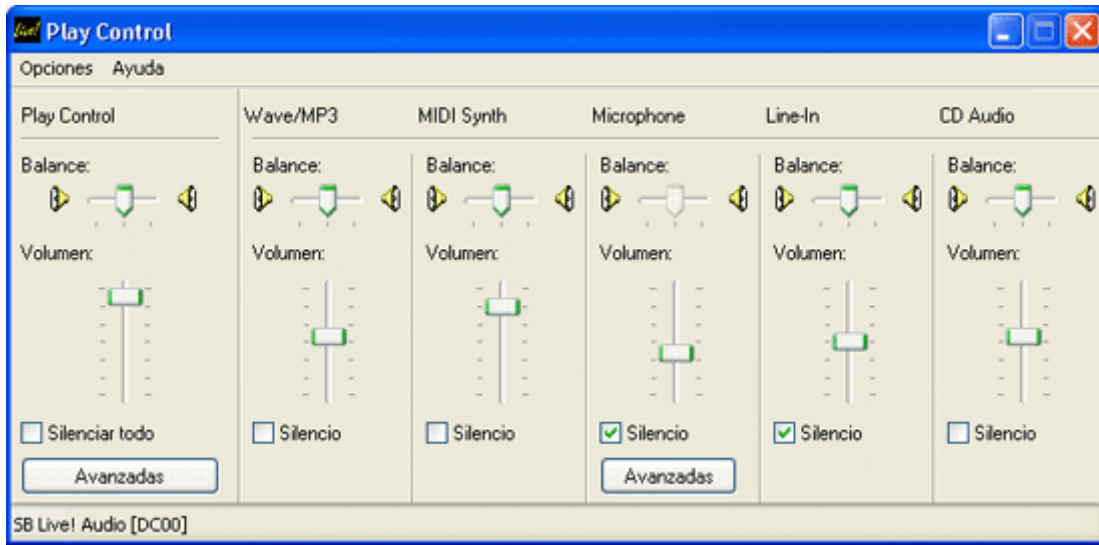 Live! Play Control
Opciones Ayuda
Play Control Wave/MP3 MIDI Synth Microphone Line-In CD Audio
Balance: Balance: Balance: Balance: Balance: Balance:
Volumen: Volumen: Volumen: Volumen: Volumen: Volumen:
Silenciar todo Silencio Silencio Silencio Silencio Silencio
Avanzadas Avanzadas
SB Live! Audio [DC00]